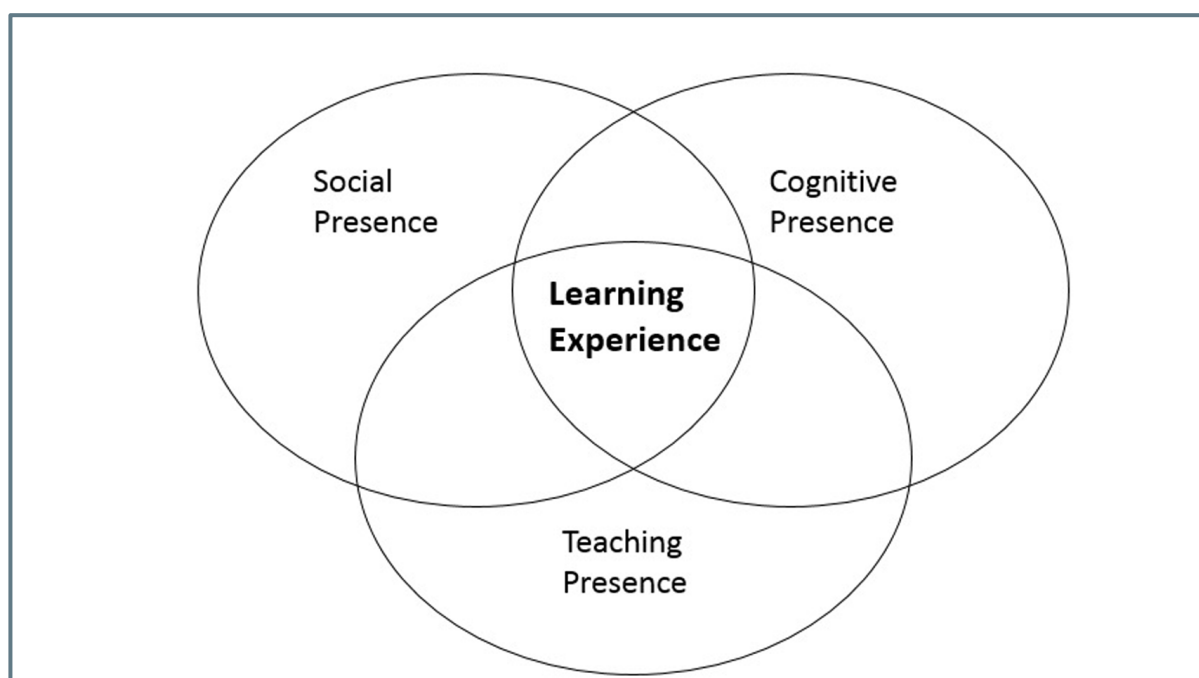 Social
Presence
Cognitive
Presence
Learning
Experience
Teaching
Presence